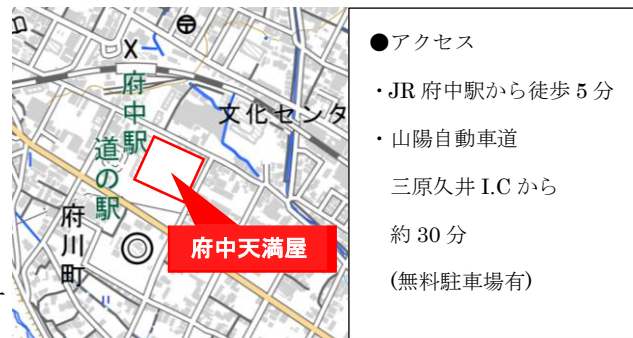 府中駅
道の駅
文化センタ
府川町
府中天満屋
●アクセス
・JR 府中駅から徒歩 5 分
・山陽自動車道
三原久井 I.C から
約 30 分
(無料駐車場有)